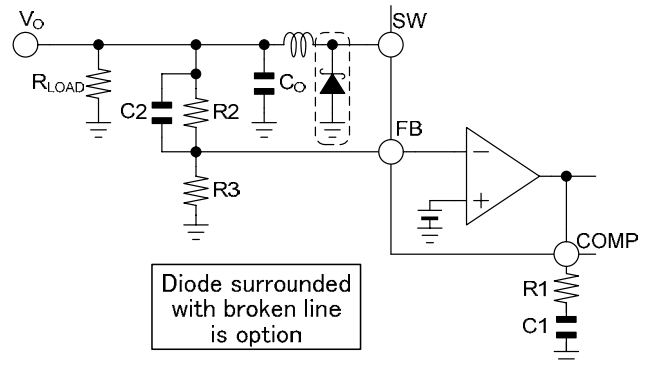 VO
SW
RLOAD
C2
R2
CO
FB
R3
−
+
COMP
R1
C1
Diode surrounded
with broken line
is option